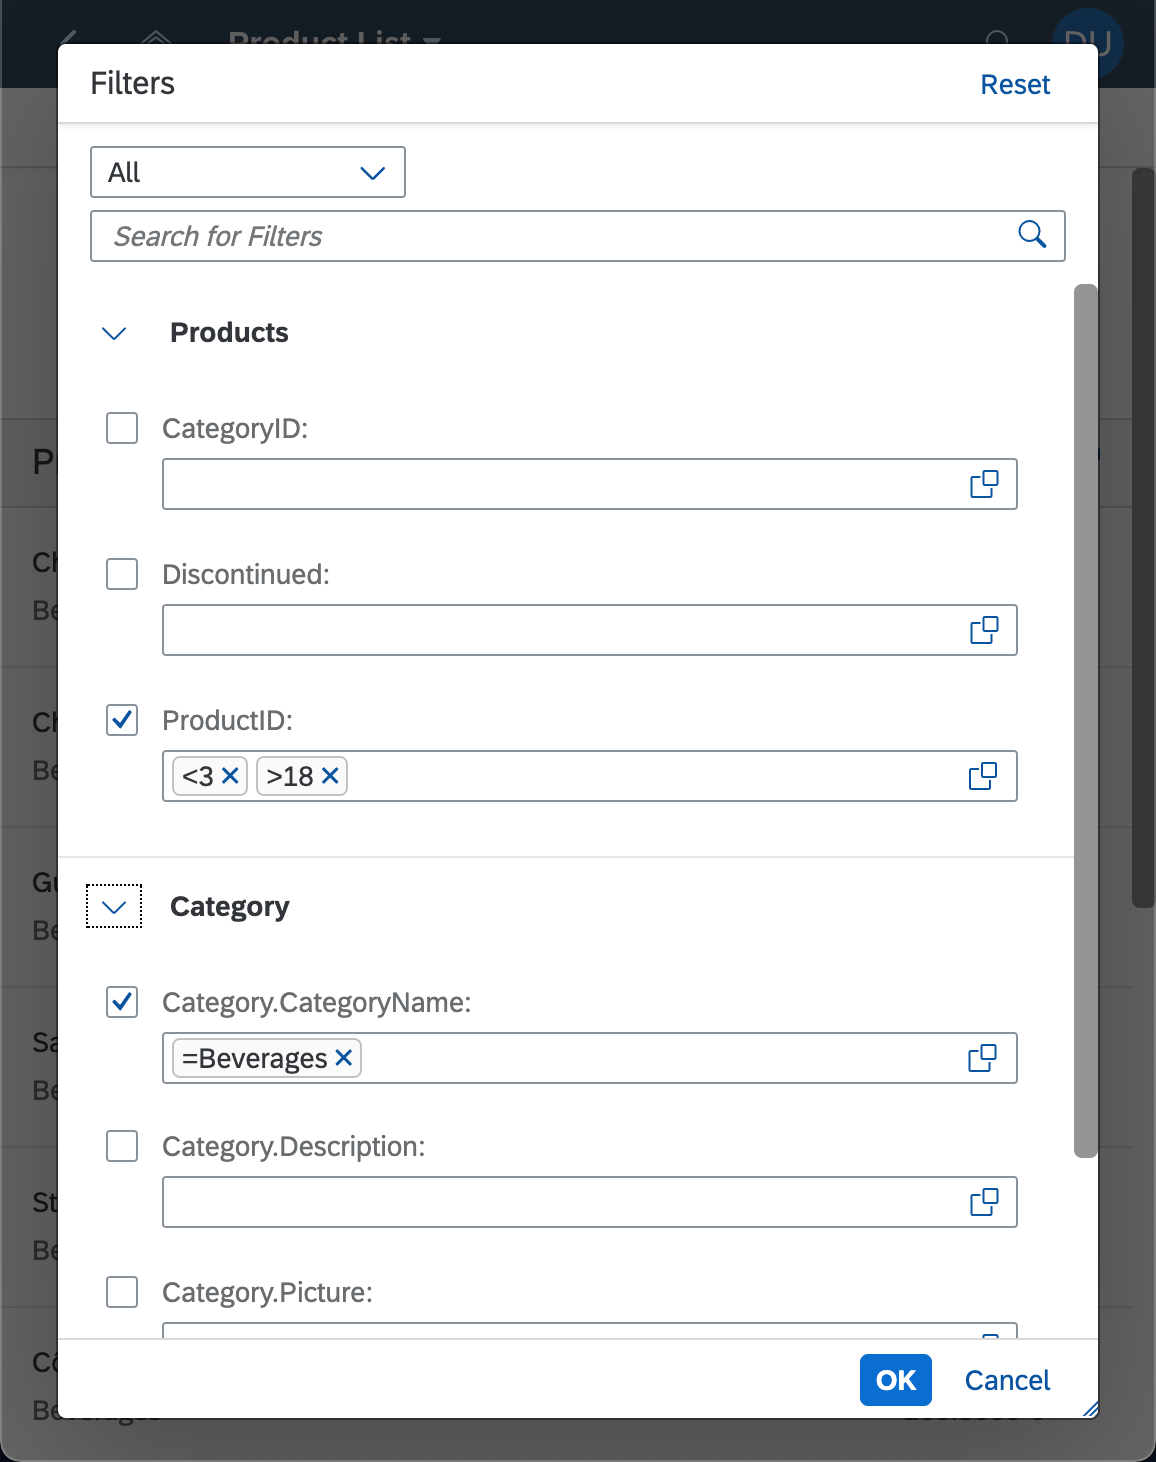 Product List
DU
Filters
Reset
All
Search for Filters
Products
CategoryID:
Discontinued:
ProductID:
<3 >18
Category
Category.CategoryName:
=Beverages
Category.Description:
Category.Picture:
OK
Cancel